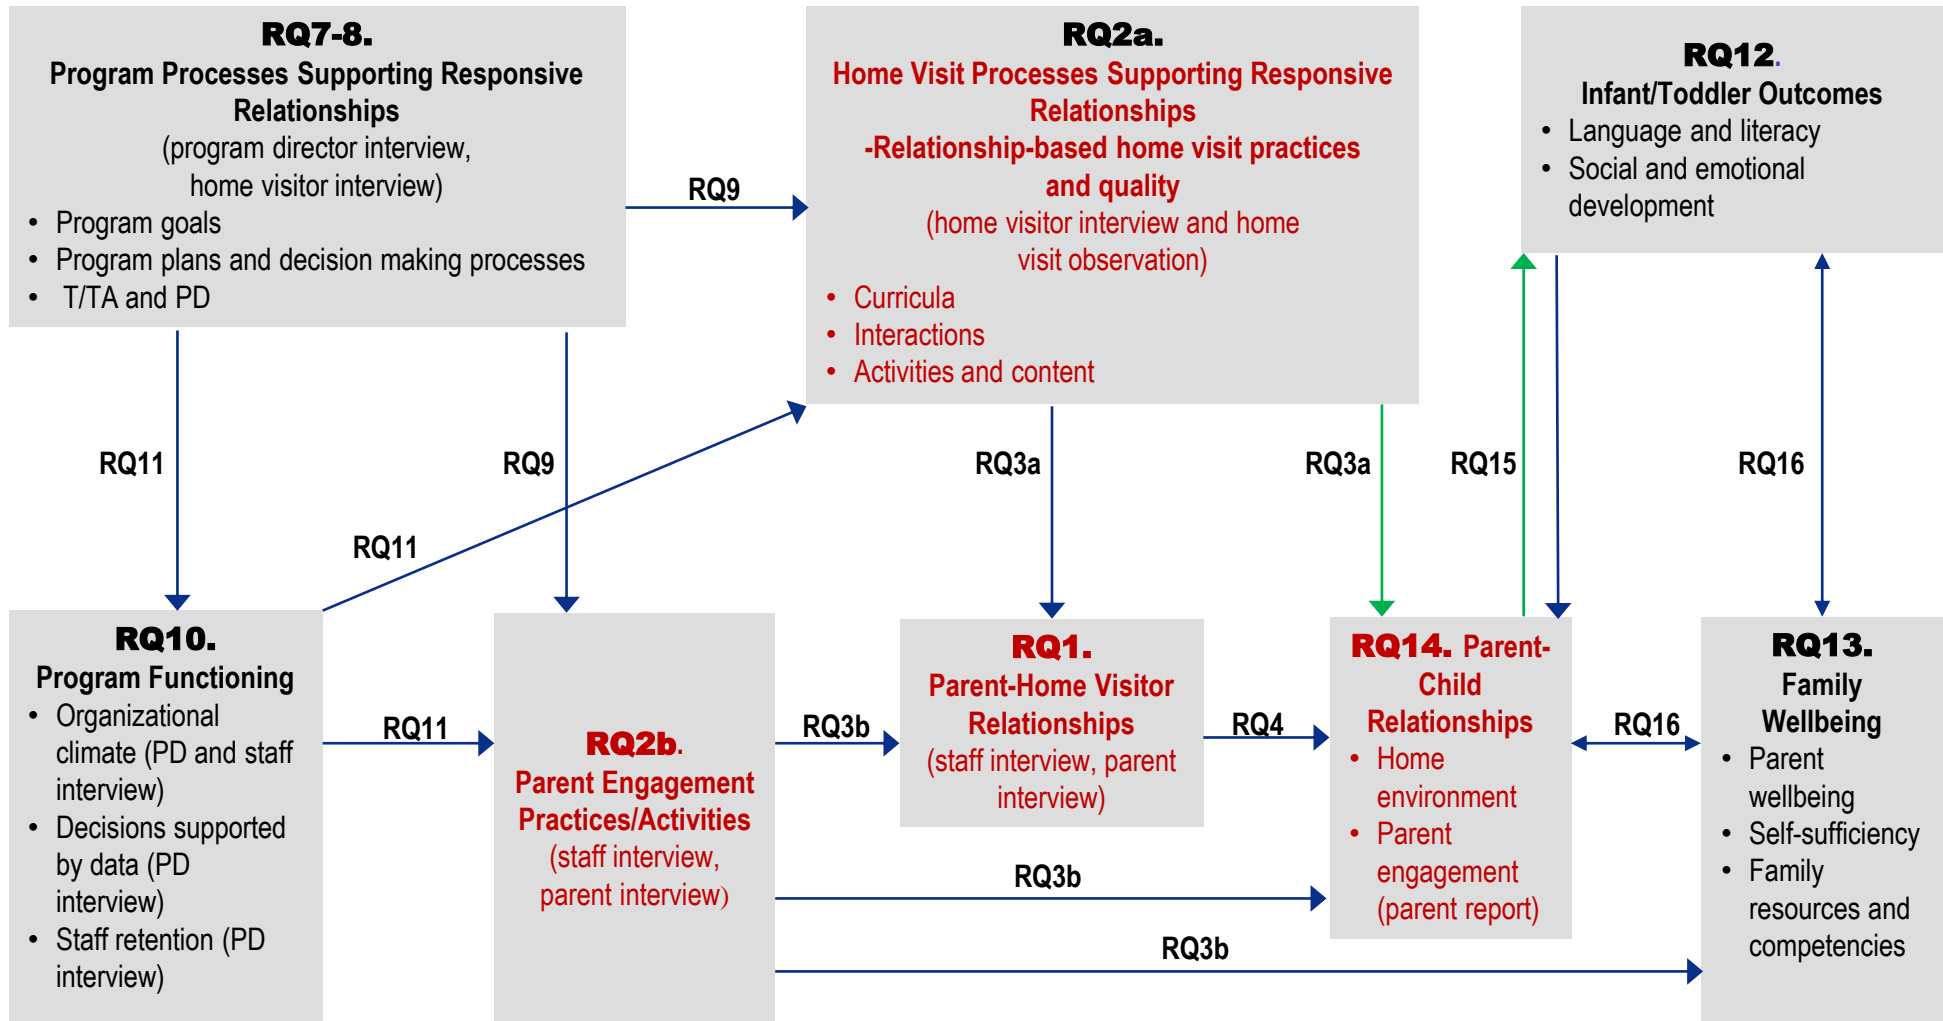 RQ7-8.
Program Processes Supporting Responsive
Relationships
(program director interview,
home visitor interview)
• Program goals
• Program plans and decision making processes
• T/TA and PD
RQ9
RQ2a.
Home Visit Processes Supporting Responsive
Relationships
-Relationship-based home visit practices
and quality
(home visitor interview and home
visit observation)
• Curricula
• Interactions
• Activities and content
RQ12.
Infant/Toddler Outcomes
• Language and literacy
• Social and emotional
development
RQ11
RQ9
RQ11
RQ3a
RQ3a
RQ15
RQ16
RQ10.
Program Functioning
• Organizational
climate (PD and staff
interview)
• Decisions supported
by data (PD
interview)
• Staff retention (PD
interview)
RQ11
RQ2b.
Parent Engagement
Practices/Activities
(staff interview,
parent interview)
RQ3b
RQ1.
Parent-Home Visitor
Relationships
(staff interview, parent
interview)
RQ4
RQ3b
RQ3b
RQ14. Parent-
Child
Relationships
• Home
environment
• Parent
engagement
(parent report)
RQ16
RQ13.
Family
Wellbeing
• Parent
wellbeing
• Self-sufficiency
• Family
resources and
competencies